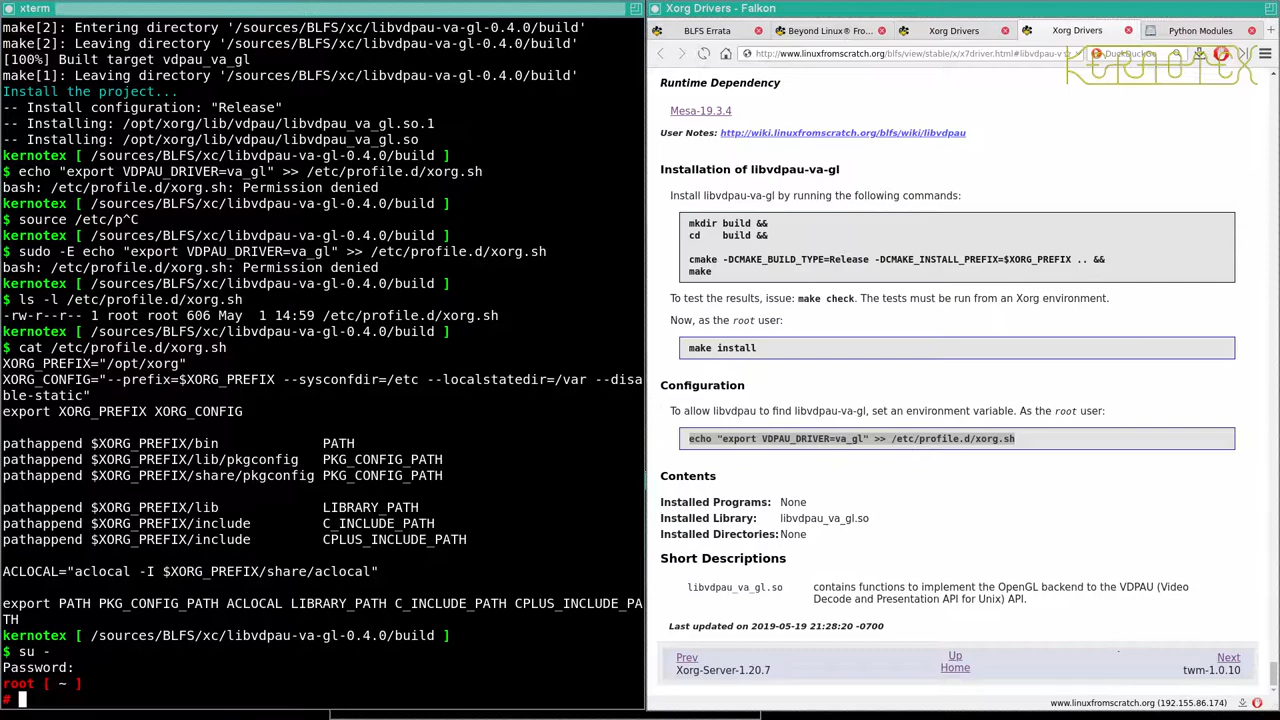 xterm
make[2]: Entering directory '/sources/BLFS/xc/libvdpau-va-gl-0.4.0/build'
make[2]: Leaving directory '/sources/BLFS/xc/libvdpau-va-gl-0.4.0/build'
[100%] Built target vdpau_va_gl
make[1]: Leaving directory '/sources/BLFS/xc/libvdpau-va-gl-0.4.0/build'
Install the project...
-- Install configuration: "Release"
-- Installing: /opt/xorg/lib/vdpau/libvdpau_va_gl.so.1
-- Installing: /opt/xorg/lib/vdpau/libvdpau_va_gl.so
kernotex [ /sources/BLFS/xc/libvdpau-va-gl-0.4.0/build ]
$ echo "export VDPAU_DRIVER=va_gl" >> /etc/profile.d/xorg.sh
bash: /etc/profile.d/xorg.sh: Permission denied
kernotex [ /sources/BLFS/xc/libvdpau-va-gl-0.4.0/build ]
$ source /etc/p^C
kernotex [ /sources/BLFS/xc/libvdpau-va-gl-0.4.0/build ]
$ sudo -E echo "export VDPAU_DRIVER=va_gl" >> /etc/profile.d/xorg.sh
bash: /etc/profile.d/xorg.sh: Permission denied
kernotex [ /sources/BLFS/xc/libvdpau-va-gl-0.4.0/build ]
$ ls -l /etc/profile.d/xorg.sh
-rw-r--r-- 1 root root 606 May  1 14:59 /etc/profile.d/xorg.sh
kernotex [ /sources/BLFS/xc/libvdpau-va-gl-0.4.0/build ]
$ cat /etc/profile.d/xorg.sh
XORG_PREFIX="/opt/xorg"
XORG_CONFIG="--prefix=$XORG_PREFIX --sysconfdir=/etc --localstatedir=/var --disa
ble-static"
export XORG_PREFIX XORG_CONFIG
pathappend $XORG_PREFIX/bin PATH
pathappend $XORG_PREFIX/lib/pkgconfig PKG_CONFIG_PATH
pathappend $XORG_PREFIX/share/pkgconfig PKG_CONFIG_PATH
pathappend $XORG_PREFIX/lib LIBRARY_PATH
pathappend $XORG_PREFIX/include C_INCLUDE_PATH
pathappend $XORG_PREFIX/include CPLUS_INCLUDE_PATH
ACLOCAL="aclocal -I $XORG_PREFIX/share/aclocal"
export PATH PKG_CONFIG_PATH ACLOCAL LIBRARY_PATH C_INCLUDE_PATH CPLUS_INCLUDE_PA
TH
kernotex [ /sources/BLFS/xc/libvdpau-va-gl-0.4.0/build ]
$ su -
Password:
root [ ~ ]
#
Xorg Drivers - Falkon
BLFS Errata
Beyond Linux® Fro...
Xorg Drivers
Xorg Drivers
Python Modules
http://www.linuxfromscratch.org/blfs/view/stable/x/x7driver.html#libvdpau-v
DuckDuckGo
KERNOTEX
Runtime Dependency
Mesa-19.3.4
User Notes: http://wiki.linuxfromscratch.org/blfs/wiki/libvdpau
Installation of libvdpau-va-gl
Install libvdpau-va-gl by running the following commands:
mkdir build &&
cd    build &&
cmake -DCMAKE_BUILD_TYPE=Release -DCMAKE_INSTALL_PREFIX=$XORG_PREFIX .. &&
make
To test the results, issue: make check. The tests must be run from an Xorg environment.
Now, as the root user:
make install
Configuration
To allow libvdpau to find libvdpau-va-gl, set an environment variable. As the root user:
echo "export VDPAU_DRIVER=va_gl" >> /etc/profile.d/xorg.sh
Contents
Installed Programs: None
Installed Library: libvdpau_va_gl.so
Installed Directories: None
Short Descriptions
libvdpau_va_gl.so contains functions to implement the OpenGL backend to the VDPAU (Video
Decode and Presentation API for Unix) API.
Last updated on 2019-05-19 21:28:20 -0700
Prev Up Next
Xorg-Server-1.20.7 Home twm-1.0.10
www.linuxfromscratch.org (192.155.86.174)